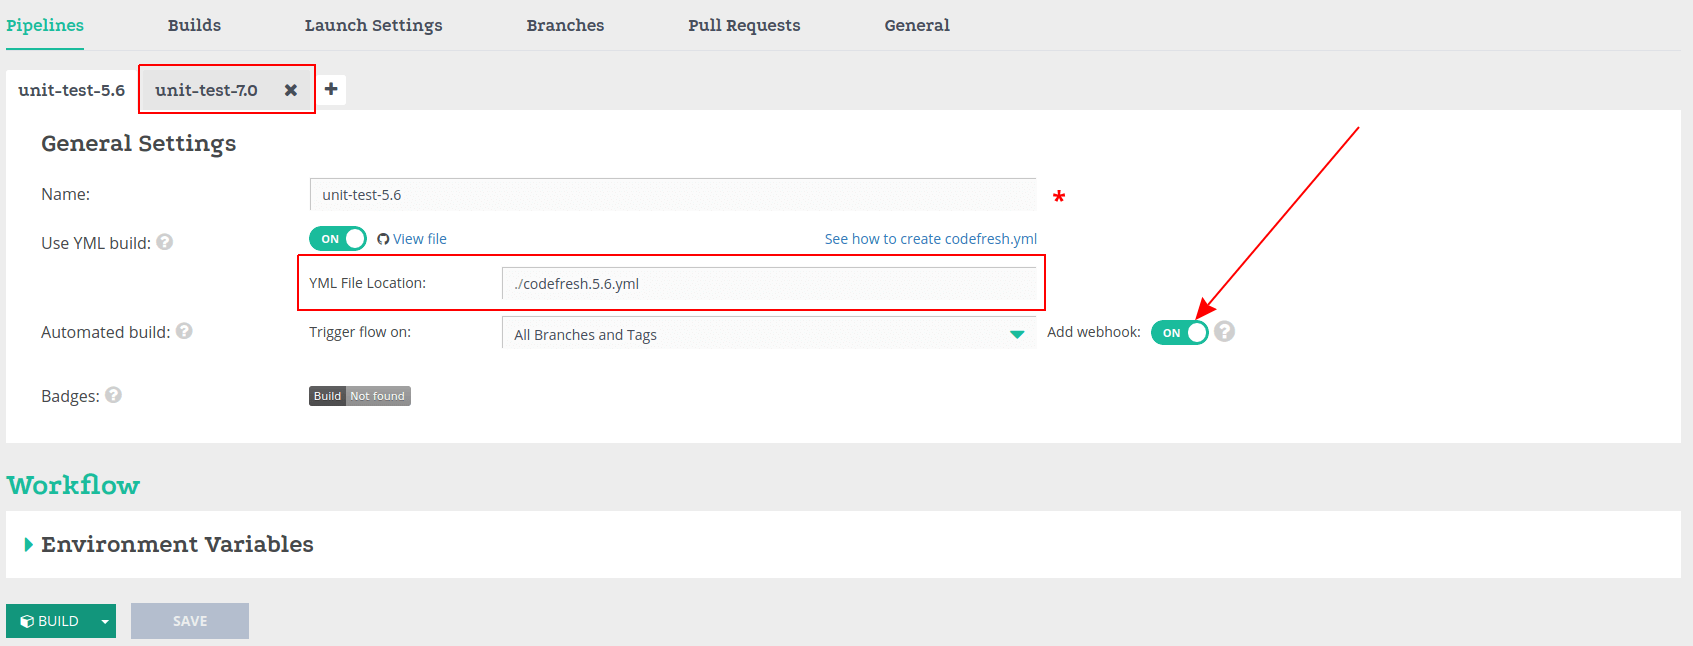 Pipelines Builds Launch Settings Branches Pull Requests General
unit-test-5.6 unit-test-7.0
General Settings
Name: unit-test-5.6 *
Use YML build: ON View file See how to create codefresh.yml
YML File Location: ./codefresh.5.6.yml
Automated build: Trigger flow on: All Branches and Tags Add webhook: ON
Badges: Build Not found
Workflow
Environment Variables
BUILD SAVE